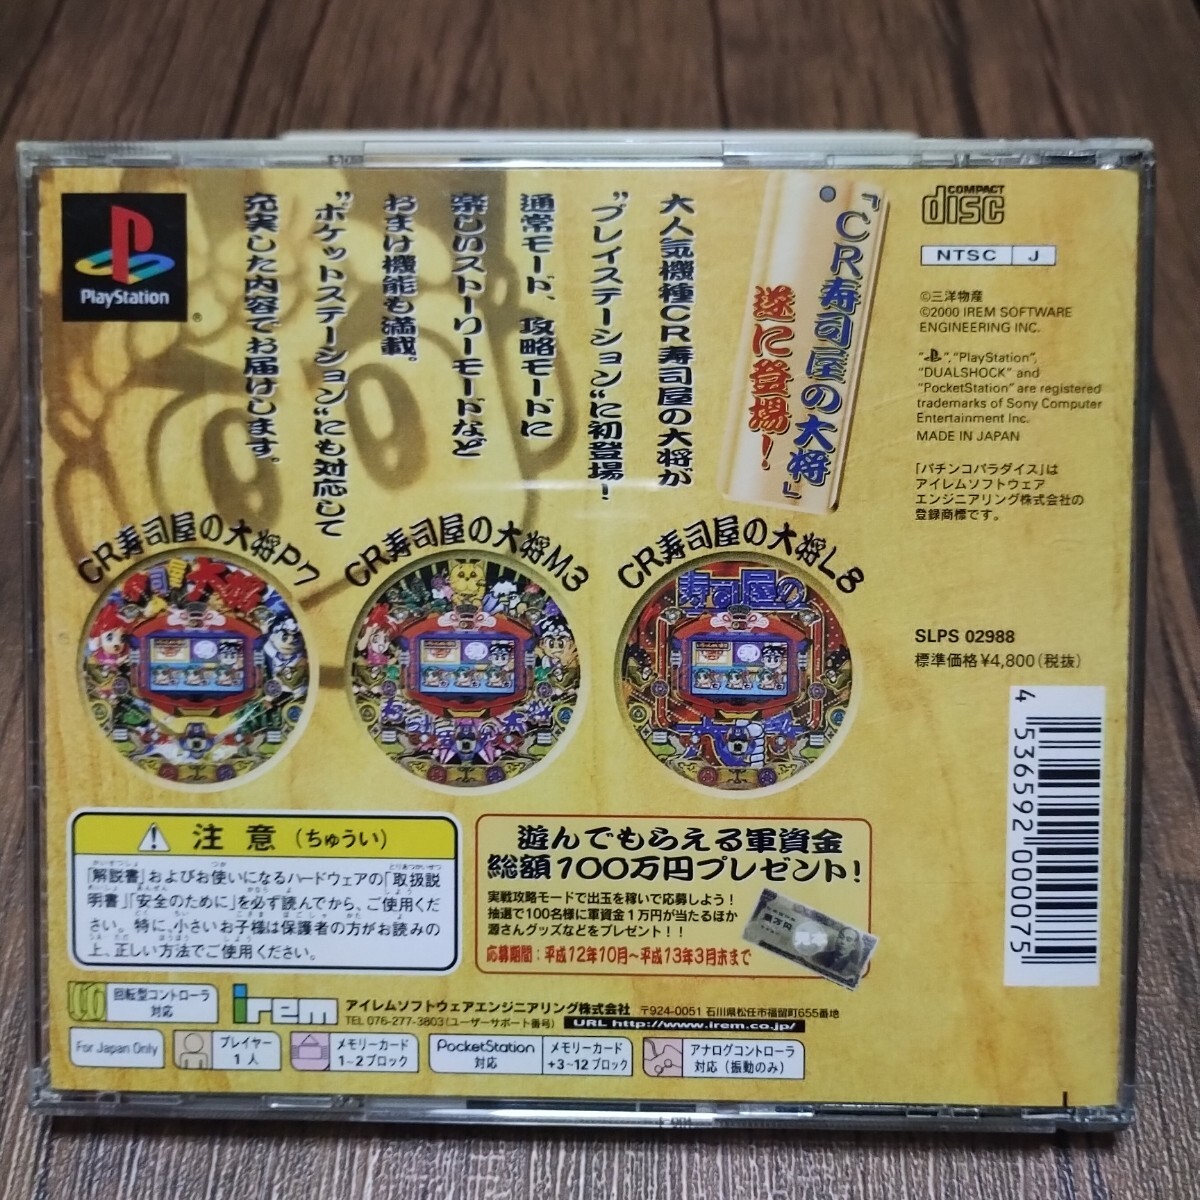 PlayStation
「CR寿司屋の大将」
遂に登場!
大人気機種CR寿司屋の大将が
"プレイステーション"に初登場!
通常モード、攻略モードに
楽しいストーリーモードなど
おまけ機能も満載。
"ポケットステーション"にも対応して
充実した内容でお届けします。
COMPACT
disc
NTSC J
©三洋物産
©2000 IREM SOFTWARE
ENGINEERING INC.
" ", "PlayStation",
"DUALSHOCK" and
"PocketStation" are registered
trademarks of Sony Computer
Entertainment Inc.
MADE IN JAPAN
「パチンコパラダイス」は
アイレムソフトウェア
エンジニアリング株式会社の
登録商標です。
SLPS 02988
標準価格¥4,800(税抜)
4 536592 000075
CR寿司屋の大将P7
CR寿司屋の大将M3
CR寿司屋の大将L8
寿司屋の
注意(ちゅうい)
「解説書」およびお使いになるハードウェアの「取扱説
明書」「安全のために」を必ず読んでから、ご使用くだ
さい。特に、小さいお子様は保護者の方がお読みの
上、正しい方法でご使用ください。
遊んでもらえる軍資金
総額100万円プレゼント!
実戦攻略モードで出玉を稼いで応募しよう!
抽選で100名様に軍資金1万円が当たるほか
源さんグッズなどをプレゼント!!
応募期間:平成12年10月~平成13年3月末まで
回転型コントローラ
対応
irem
アイレムソフトウェアエンジニアリング株式会社 〒924-0051 石川県松任市福留町655番地
TEL 076-277-3803(ユーザーサポート番号) URL http://www.irem.co.jp/
For Japan Only
プレイヤー
1人
メモリーカード
1~2ブロック
PocketStation
対応
メモリーカード
+3~12ブロック
アナログコントローラ
対応(振動のみ)